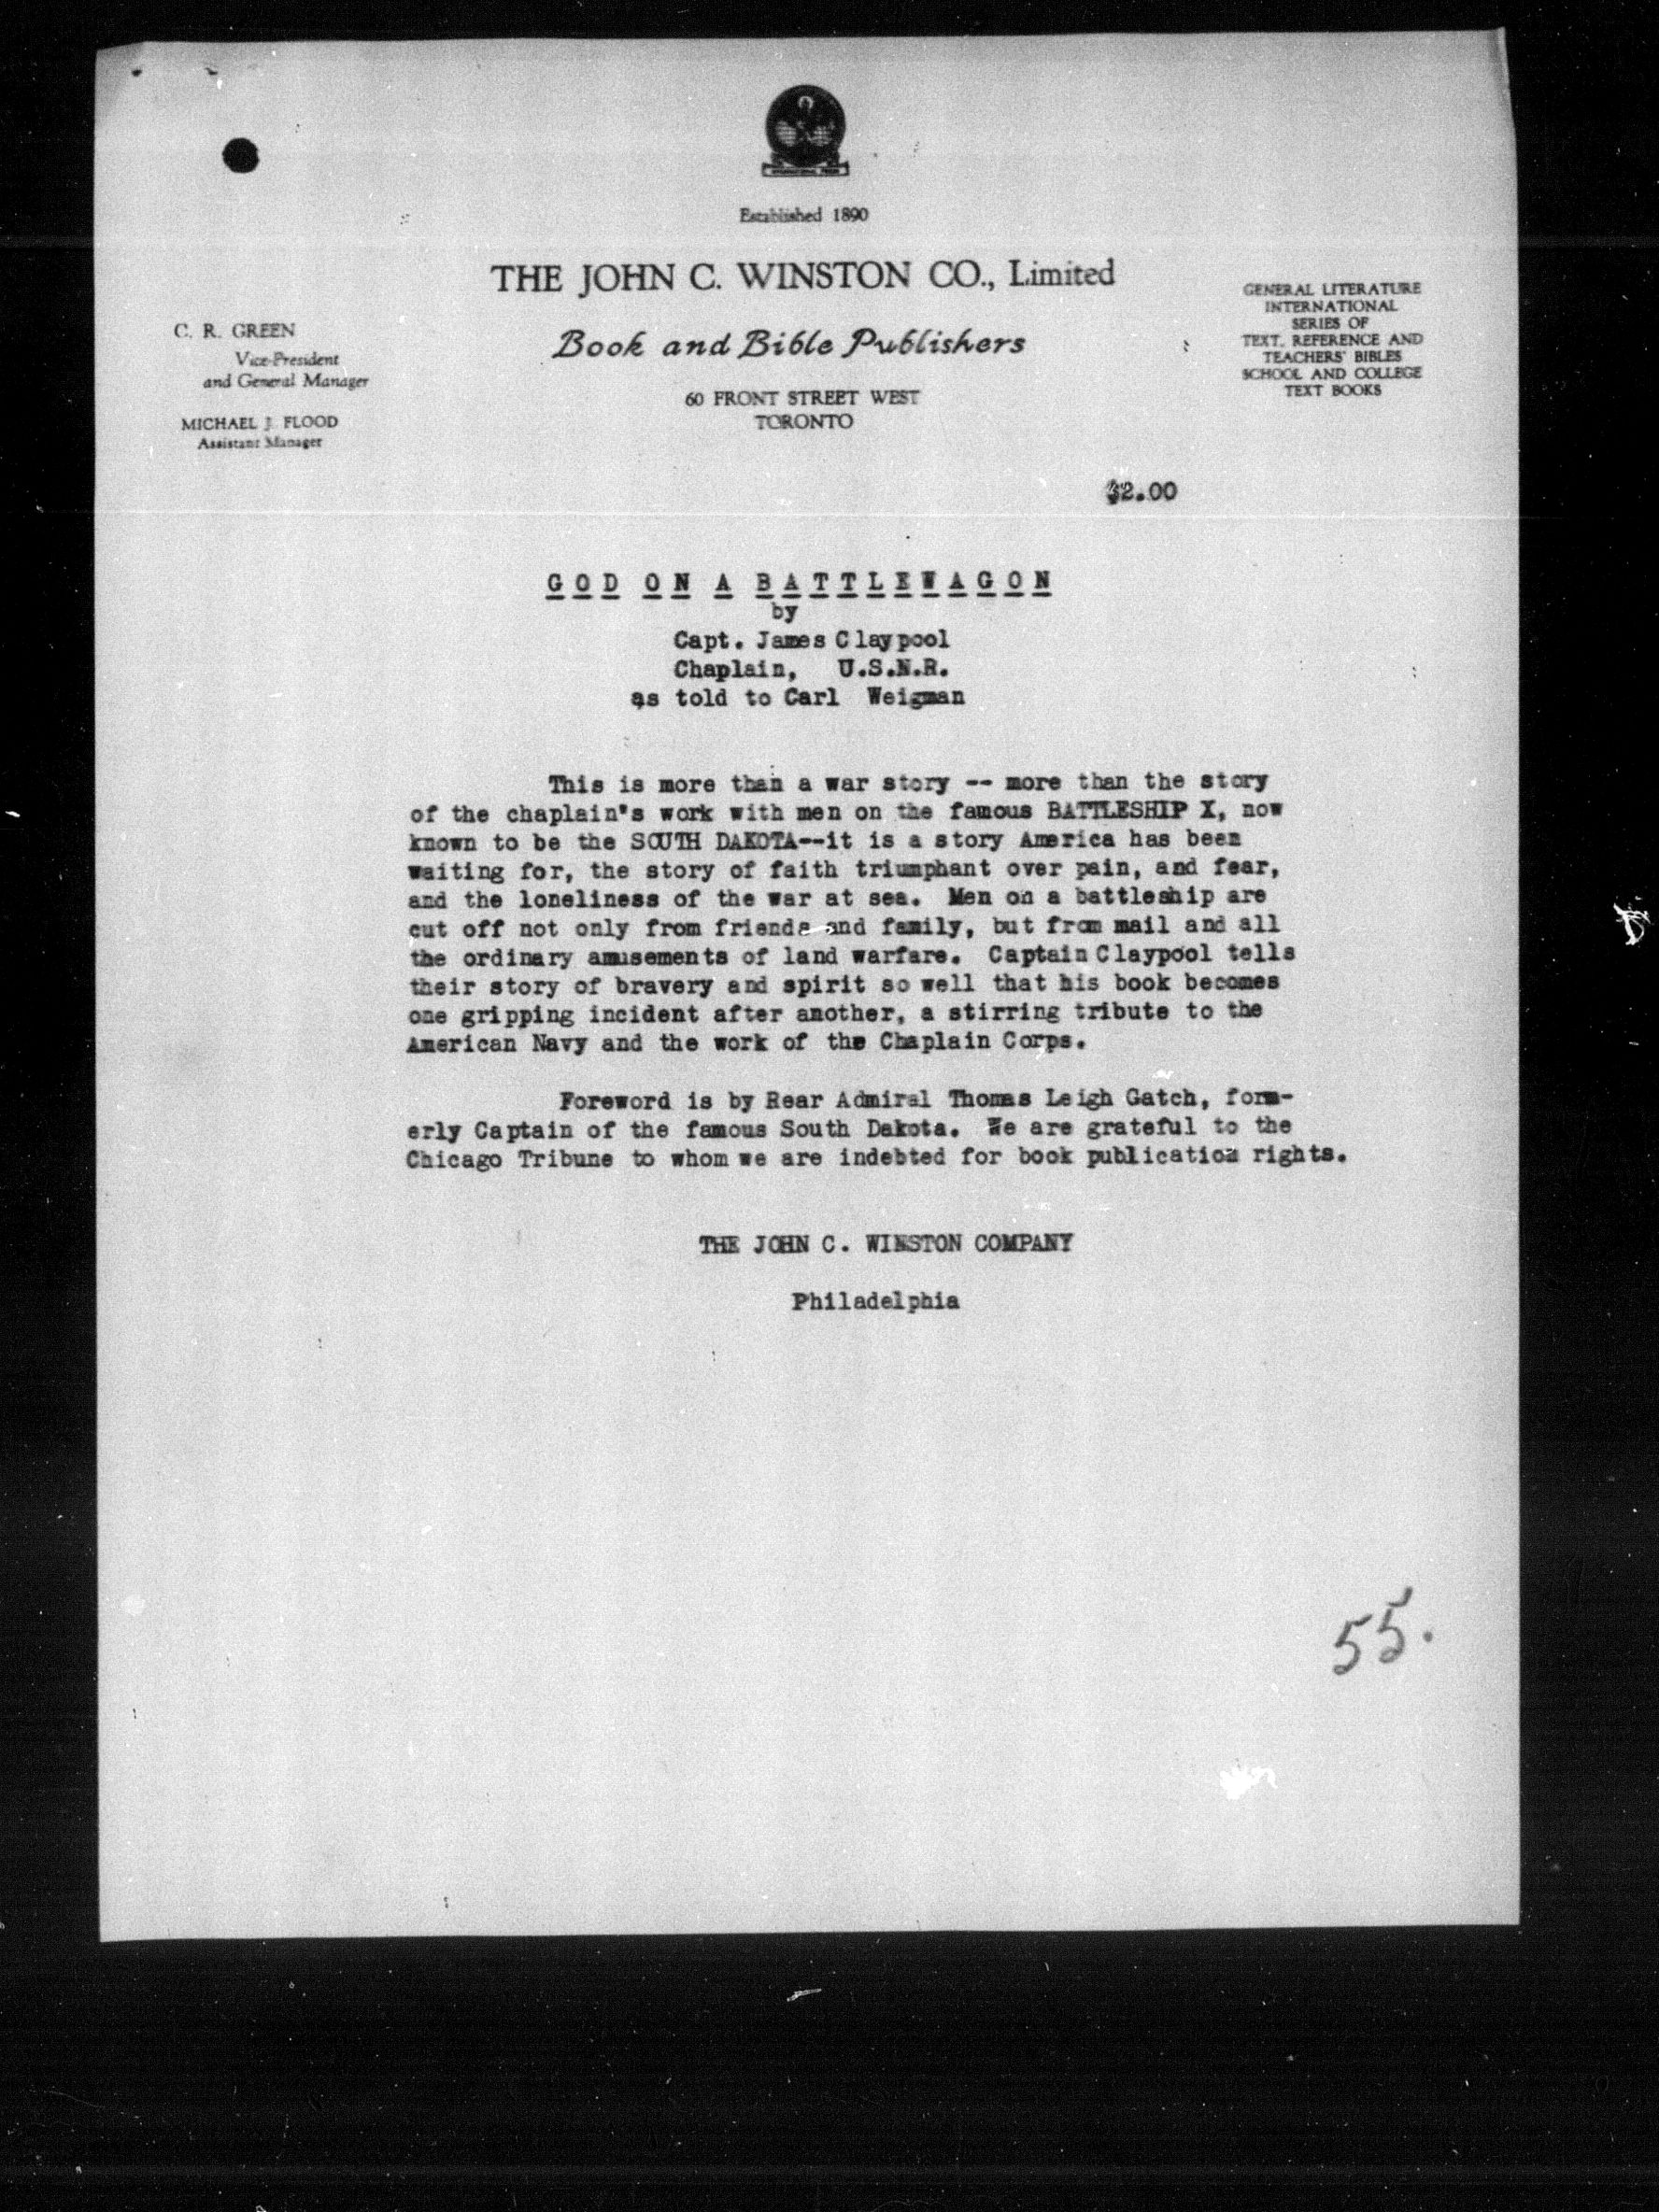 INTERNATIONAL PRESS
Established 1890
THE JOHN C. WINSTON CO., Limited
Book and Bible Publishers
60 FRONT STREET WEST
TORONTO
C. R. GREEN
Vice-President
and General Manager
MICHAEL J. FLOOD
Assistant Manager
GENERAL LITERATURE
INTERNATIONAL
SERIES OF
TEXT, REFERENCE AND
TEACHERS' BIBLES
SCHOOL AND COLLEGE
TEXT BOOKS
$2.00
GOD ON A BATTLEWAGON
by
Capt. James Claypool
Chaplain, U.S.N.R.
as told to Carl Weigman
This is more than a war story -- more than the story
of the chaplain's work with men on the famous BATTLESHIP X, now
known to be the SOUTH DAKOTA--it is a story America has been
waiting for, the story of faith triumphant over pain, and fear,
and the loneliness of the war at sea. Men on a battleship are
cut off not only from friends and family, but from mail and all
the ordinary amusements of land warfare. Captain Claypool tells
their story of bravery and spirit so well that his book becomes
one gripping incident after another, a stirring tribute to the
American Navy and the work of the Chaplain Corps.
Foreword is by Rear Admiral Thomas Leigh Gatch, form-
erly Captain of the famous South Dakota. We are grateful to the
Chicago Tribune to whom we are indebted for book publication rights.
THE JOHN C. WINSTON COMPANY
Philadelphia
55.